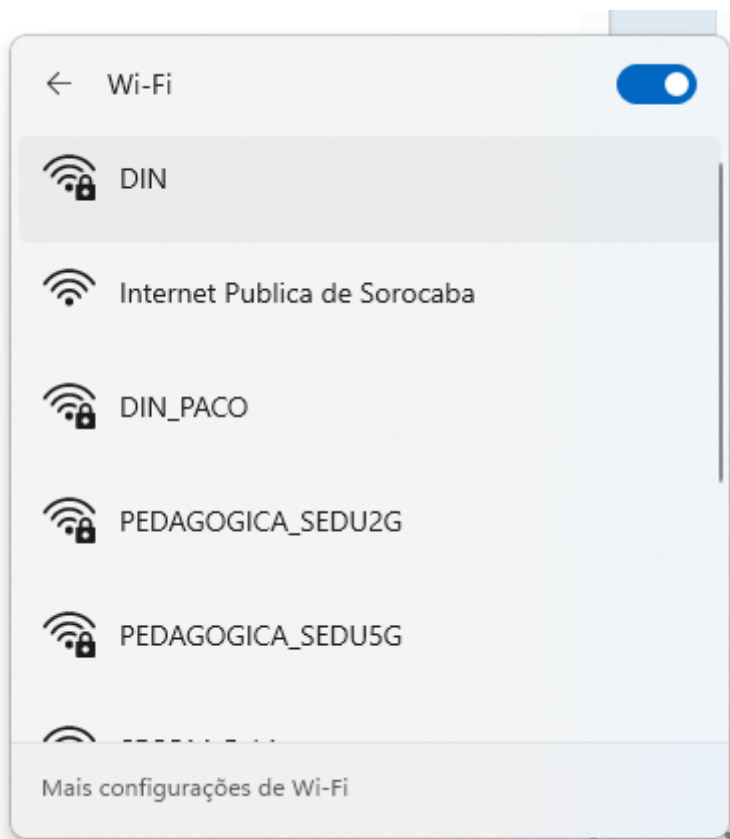 Wi-Fi
DIN
Internet Publica de Sorocaba
DIN_PACO
PEDAGOGICA_SEDU2G
PEDAGOGICA_SEDU5G
Mais configurações de Wi-Fi